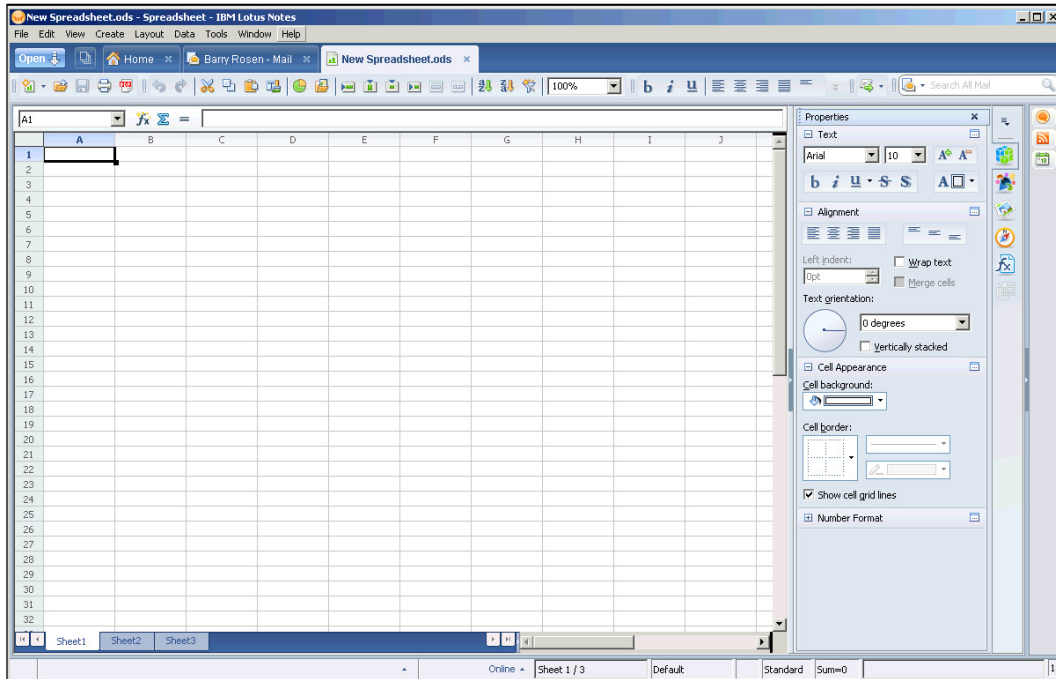 New Spreadsheet.ods - Spreadsheet - IBM Lotus Notes
File Edit View Create Layout Data Tools Window Help
Open Home Barry Rosen - Mail New Spreadsheet.ods
100% b i u Search All Mail
A1 fx Σ =
Properties
A B C D E F G H I J
Text
Arial 10 A A
b i u S S A
Alignment
Left indent:
0pt
Wrap text
Merge cells
Text orientation:
0 degrees
Vertically stacked
Cell Appearance
Cell background:
Cell border:
Show cell grid lines
Number Format
1
2
3
4
5
6
7
8
9
10
11
12
13
14
15
16
17
18
19
20
21
22
23
24
25
26
27
28
29
30
31
32
Sheet1 Sheet2 Sheet3
Online Sheet 1 / 3 Default Standard Sum=0